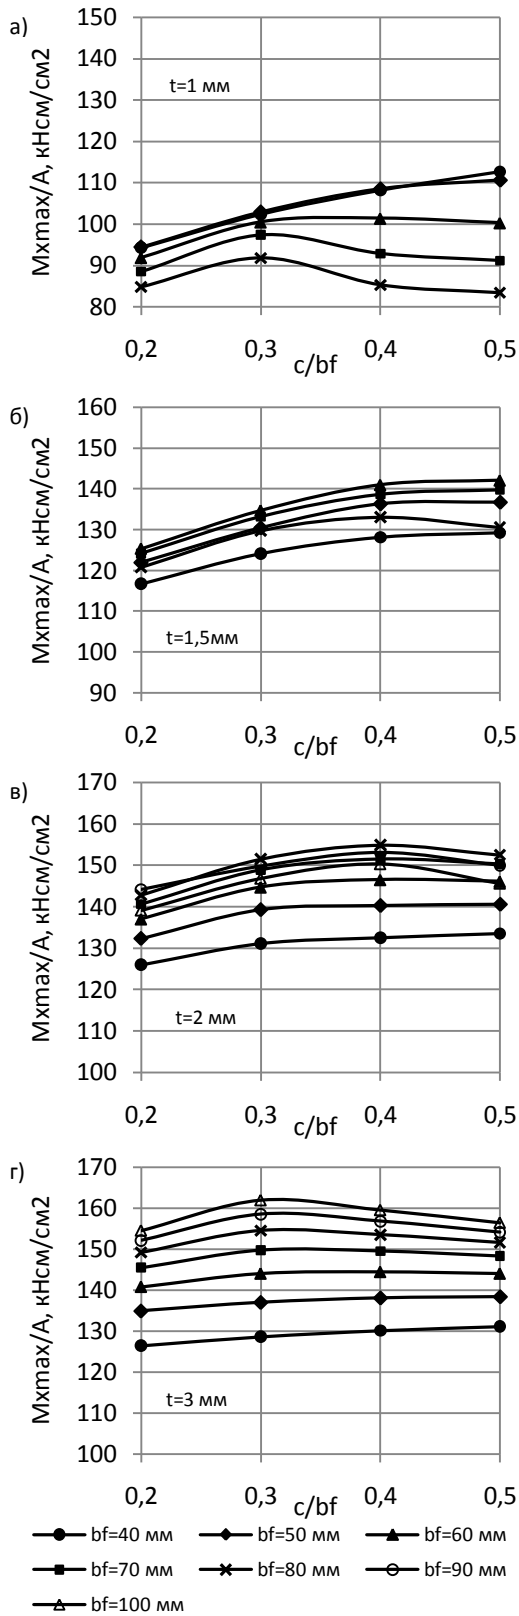 а)
Mxmax/A, кНсм/см2
150
140
130
120
110
100
90
80
t=1 мм
0,2 0,3 0,4 0,5
c/bf
б)
Mxmax/A, кНсм/см2
160
150
140
130
120
110
100
90
t=1,5мм
0,2 0,3 0,4 0,5
c/bf
в)
Mxmax/A, кНсм/см2
170
160
150
140
130
120
110
100
t=2 мм
0,2 0,3 0,4 0,5
c/bf
г)
Mxmax/A, кНсм/см2
170
160
150
140
130
120
110
100
t=3 мм
0,2 0,3 0,4 0,5
c/bf
bf=40 мм bf=50 мм bf=60 мм
bf=70 мм bf=80 мм bf=90 мм
bf=100 мм